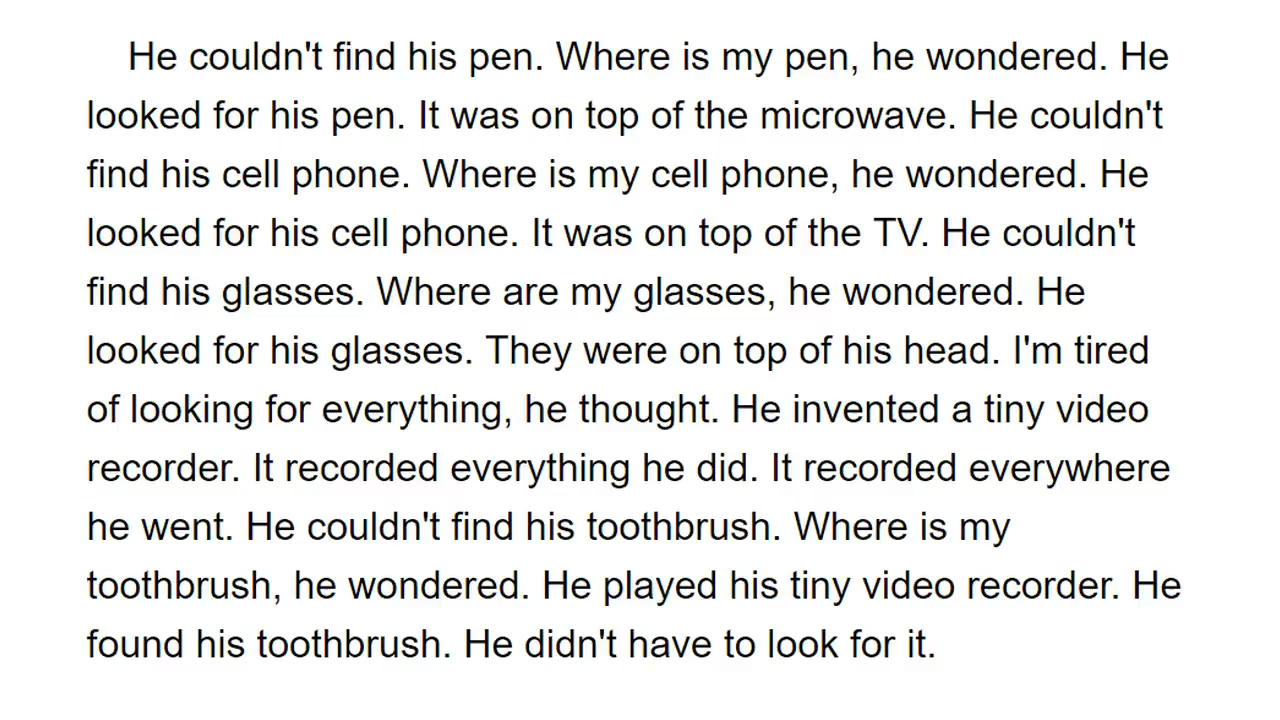 He couldn't find his pen. Where is my pen, he wondered. He
looked for his pen. It was on top of the microwave. He couldn't
find his cell phone. Where is my cell phone, he wondered. He
looked for his cell phone. It was on top of the TV. He couldn't
find his glasses. Where are my glasses, he wondered. He
looked for his glasses. They were on top of his head. I'm tired
of looking for everything, he thought. He invented a tiny video
recorder. It recorded everything he did. It recorded everywhere
he went. He couldn't find his toothbrush. Where is my
toothbrush, he wondered. He played his tiny video recorder. He
found his toothbrush. He didn't have to look for it.